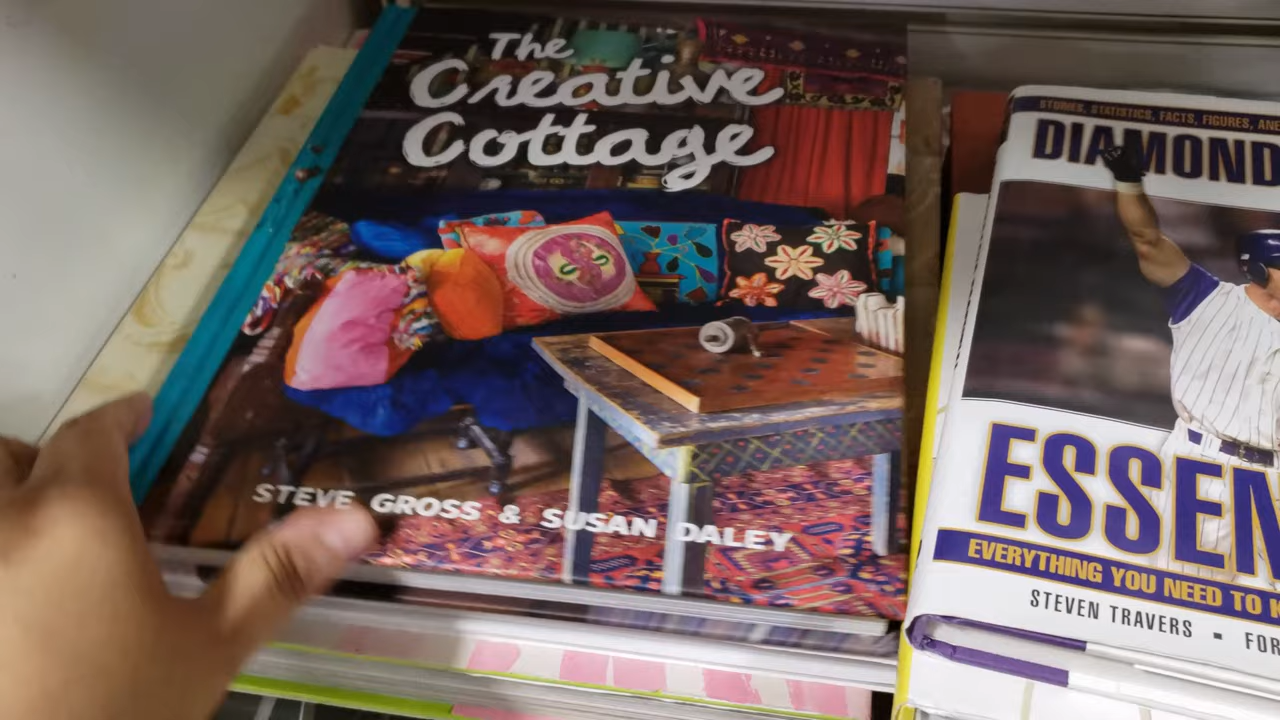 The
Creative
Cottage
STEVE GROSS & SUSAN DALEY
STORIES, STATISTICS, FACTS, FIGURES,
DIAMOND
ESSEN
EVERYTHING YOU NEED TO
STEVEN TRAVERS ▪ FOR